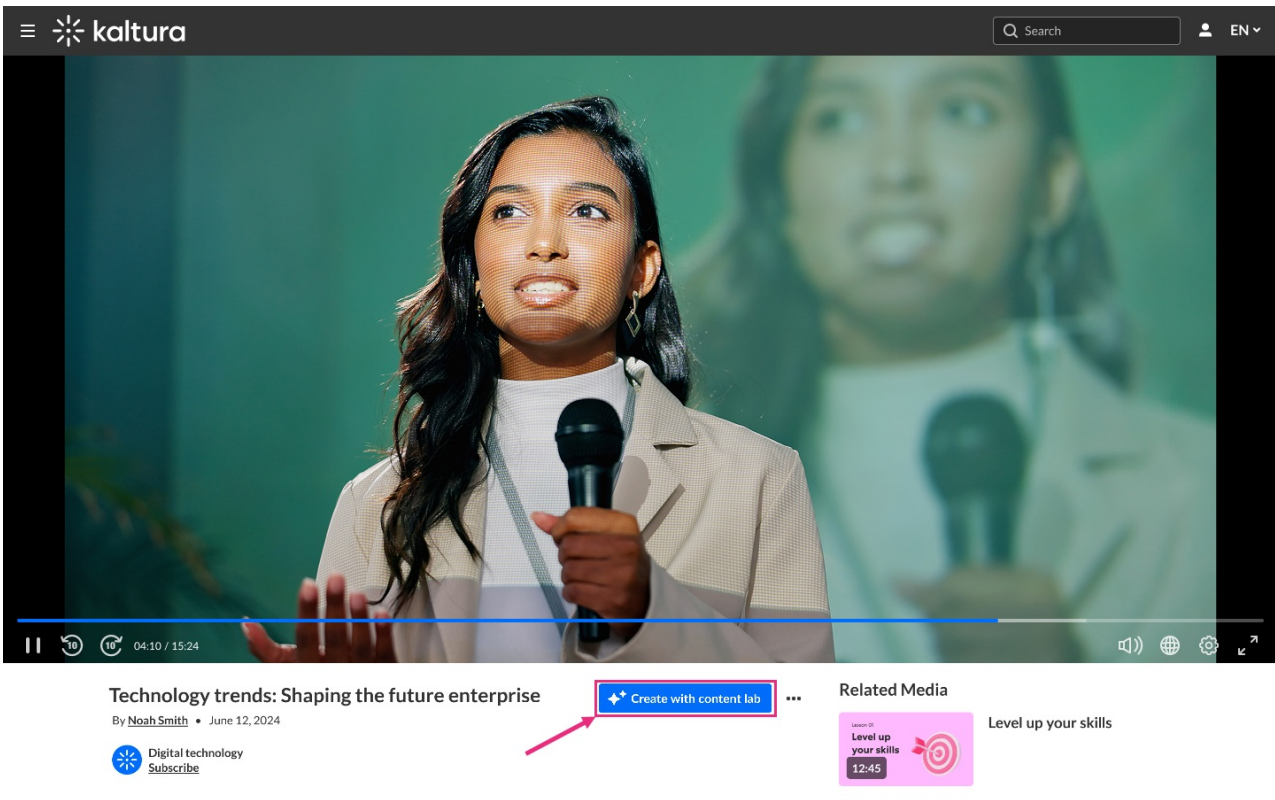 kaltura
Search
EN
10
10
04:10 / 15:24
Technology trends: Shaping the future enterprise
Create with content lab
By Noah Smith • June 12, 2024
Digital technology
Subscribe
Related Media
Lesson 01
Level up
your skills
12:45
Level up your skills